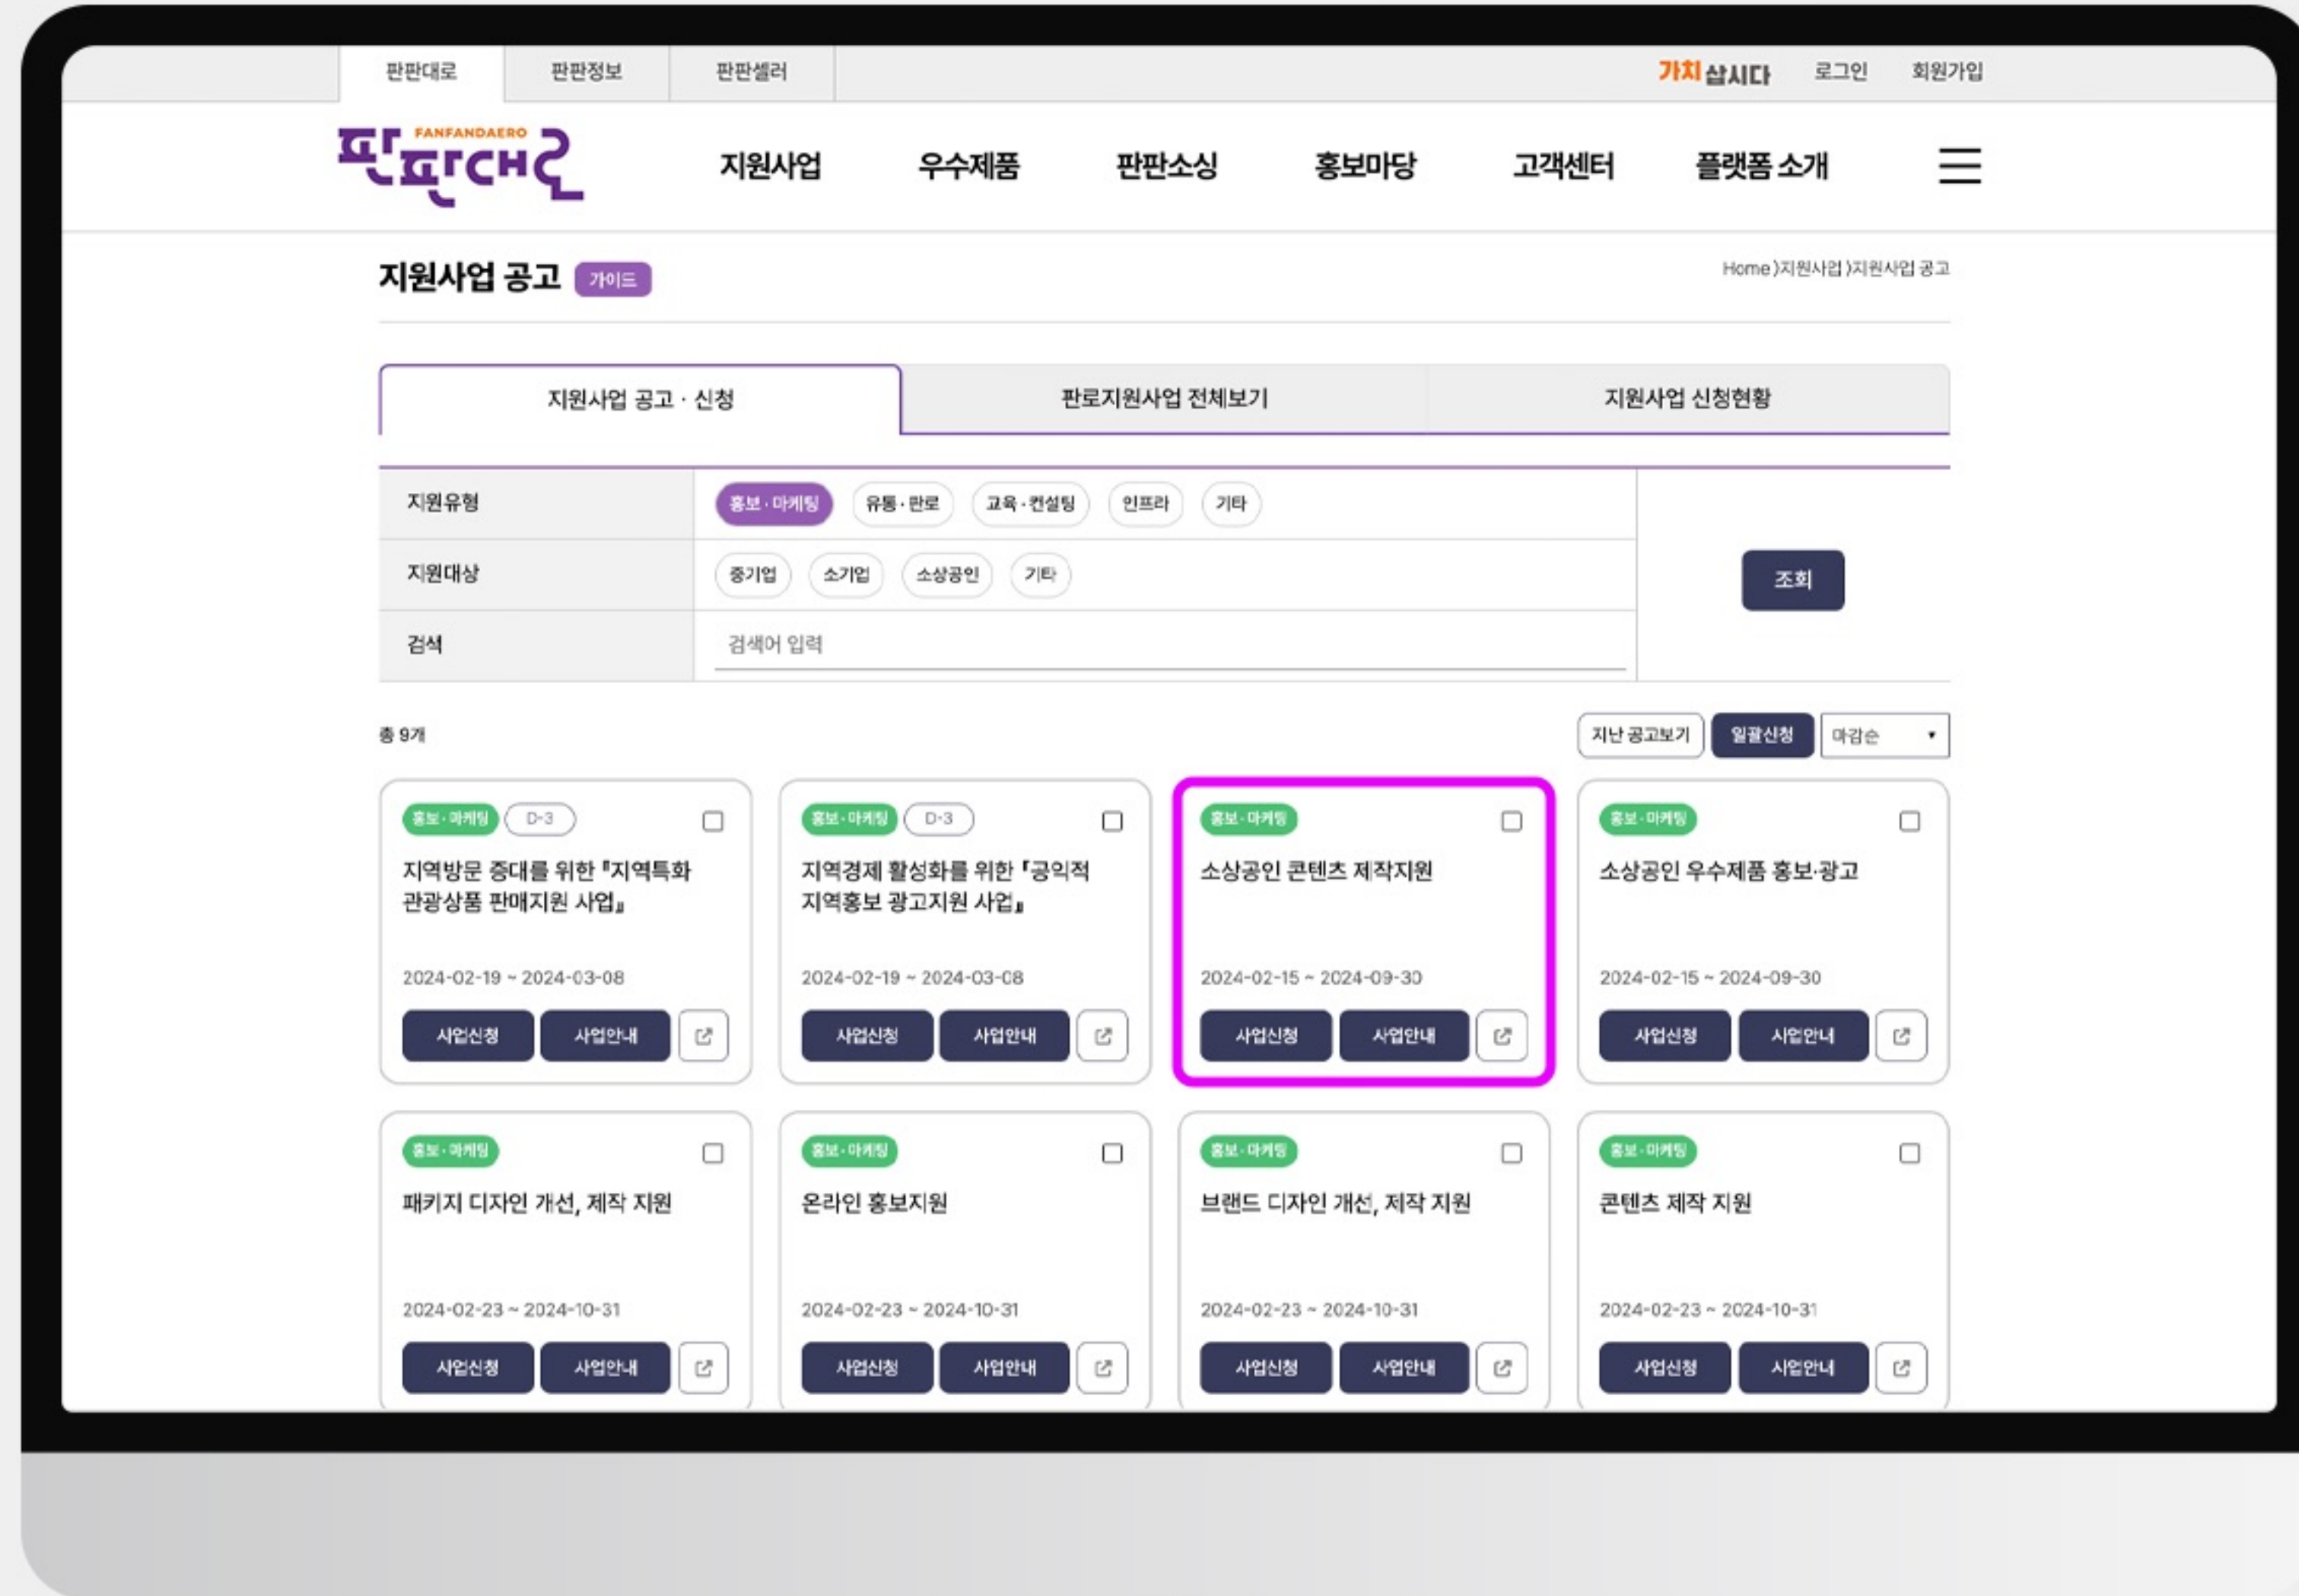 판판대로 판판정보 판판셀러 가치삽시다 로그인 회원가입
FANFANDAERO
판판대로
지원사업 우수제품 판판소싱 홍보마당 고객센터 플랫폼 소개
지원사업 공고 가이드
Home 〉지원사업 〉지원사업 공고
지원사업 공고 · 신청 판로지원사업 전체보기 지원사업 신청현황
지원유형 홍보 · 마케팅 유통 · 판로 교육 · 컨설팅 인프라 기타
지원대상 중기업 소기업 소상공인 기타
조회
검색 검색어 입력
총 9개 지난 공고보기 일괄신청 마감순
홍보 · 마케팅 D-3
지역방문 증대를 위한 『지역특화
관광상품 판매지원 사업』
2024-02-19 ~ 2024-03-08
사업신청 사업안내
홍보 · 마케팅 D-3
지역경제 활성화를 위한 「공익적
지역홍보 광고지원 사업』
2024-02-19 ~ 2024-03-08
사업신청 사업안내
홍보 · 마케팅
소상공인 콘텐츠 제작지원
2024-02-15 ~ 2024-09-30
사업신청 사업안내
홍보 · 마케팅
소상공인 우수제품 홍보·광고
2024-02-15 ~ 2024-09-30
사업신청 사업안내
홍보 · 마케팅
패키지 디자인 개선, 제작 지원
2024-02-23 ~ 2024-10-31
사업신청 사업안내
홍보 · 마케팅
온라인 홍보지원
2024-02-23 ~ 2024-10-31
사업신청 사업안내
홍보 · 마케팅
브랜드 디자인 개선, 제작 지원
2024-02-23 ~ 2024-10-31
사업신청 사업안내
홍보 · 마케팅
콘텐츠 제작 지원
2024-02-23 ~ 2024-10-31
사업신청 사업안내